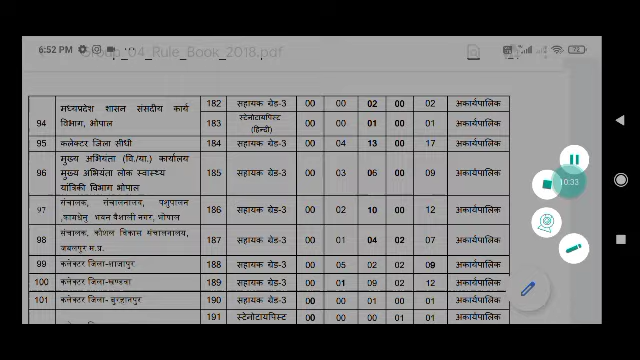 6:52 PM
Group_04_Rule_Book_2018.pdf
182 सहायक ग्रेड-3 00 00 02 00 02 अकार्यपालिक
94 मध्यप्रदेश शासन संसदीय कार्य विभाग, भोपाल
183 स्टेनोटायपिस्ट (हिन्दी) 00 00 01 00 01 अकार्यपालिक
95 कलेक्टर जिला सीधी 184 सहायक ग्रेड-3 00 04 13 00 17 अकार्यपालिक
मुख्य अभियंता (वि./यां.) कार्यालय
96 मुख्य अभियंता लोक स्वास्थ्य 185 सहायक ग्रेड-3 00 03 06 00 09 अकार्यपालिक
यांत्रिकी विभाग भोपाल
97 संचालक, संचालनालय, पशुपालन 186 सहायक ग्रेड-3 00 02 10 00 12 अकार्यपालिक
भवन वैशाली नगर, भोपाल
98 संचालक, कौशल विकास संचालनालय, 187 सहायक ग्रेड-3 00 01 04 02 07 अकार्यपालिक
जबलपुर म.प्र.
99 कलेक्टर जिला-शाजापुर 188 सहायक ग्रेड-3 00 05 02 02 09 अकार्यपालिक
100 कलेक्टर जिला-खण्डवा 189 सहायक ग्रेड-3 00 01 09 02 12 अकार्यपालिक
101 कलेक्टर जिला- बुरहानपुर 190 सहायक ग्रेड-3 00 00 01 00 01 अकार्यपालिक
191 स्टेनोटायपिस्ट 00 00 00 01 01 अकार्यपालिक
10:33